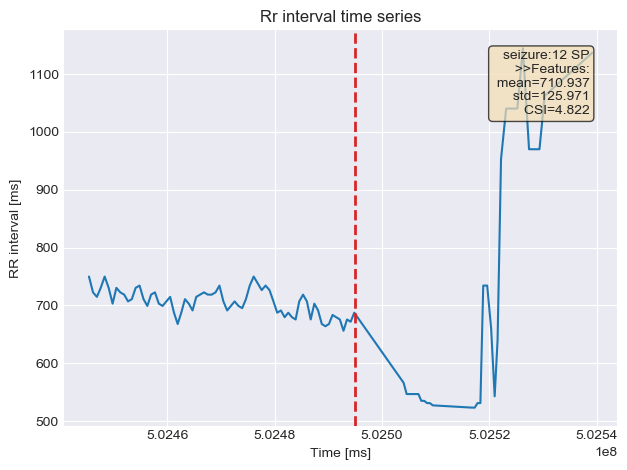 Rr interval time series
seizure:12 SP
>>Features:
mean=710.937
std=125.971
CSI=4.822
RR interval [ms]
1100
1000
900
800
700
600
500
5.0246 5.0248 5.0250 5.0252 5.0254
1e8
Time [ms]